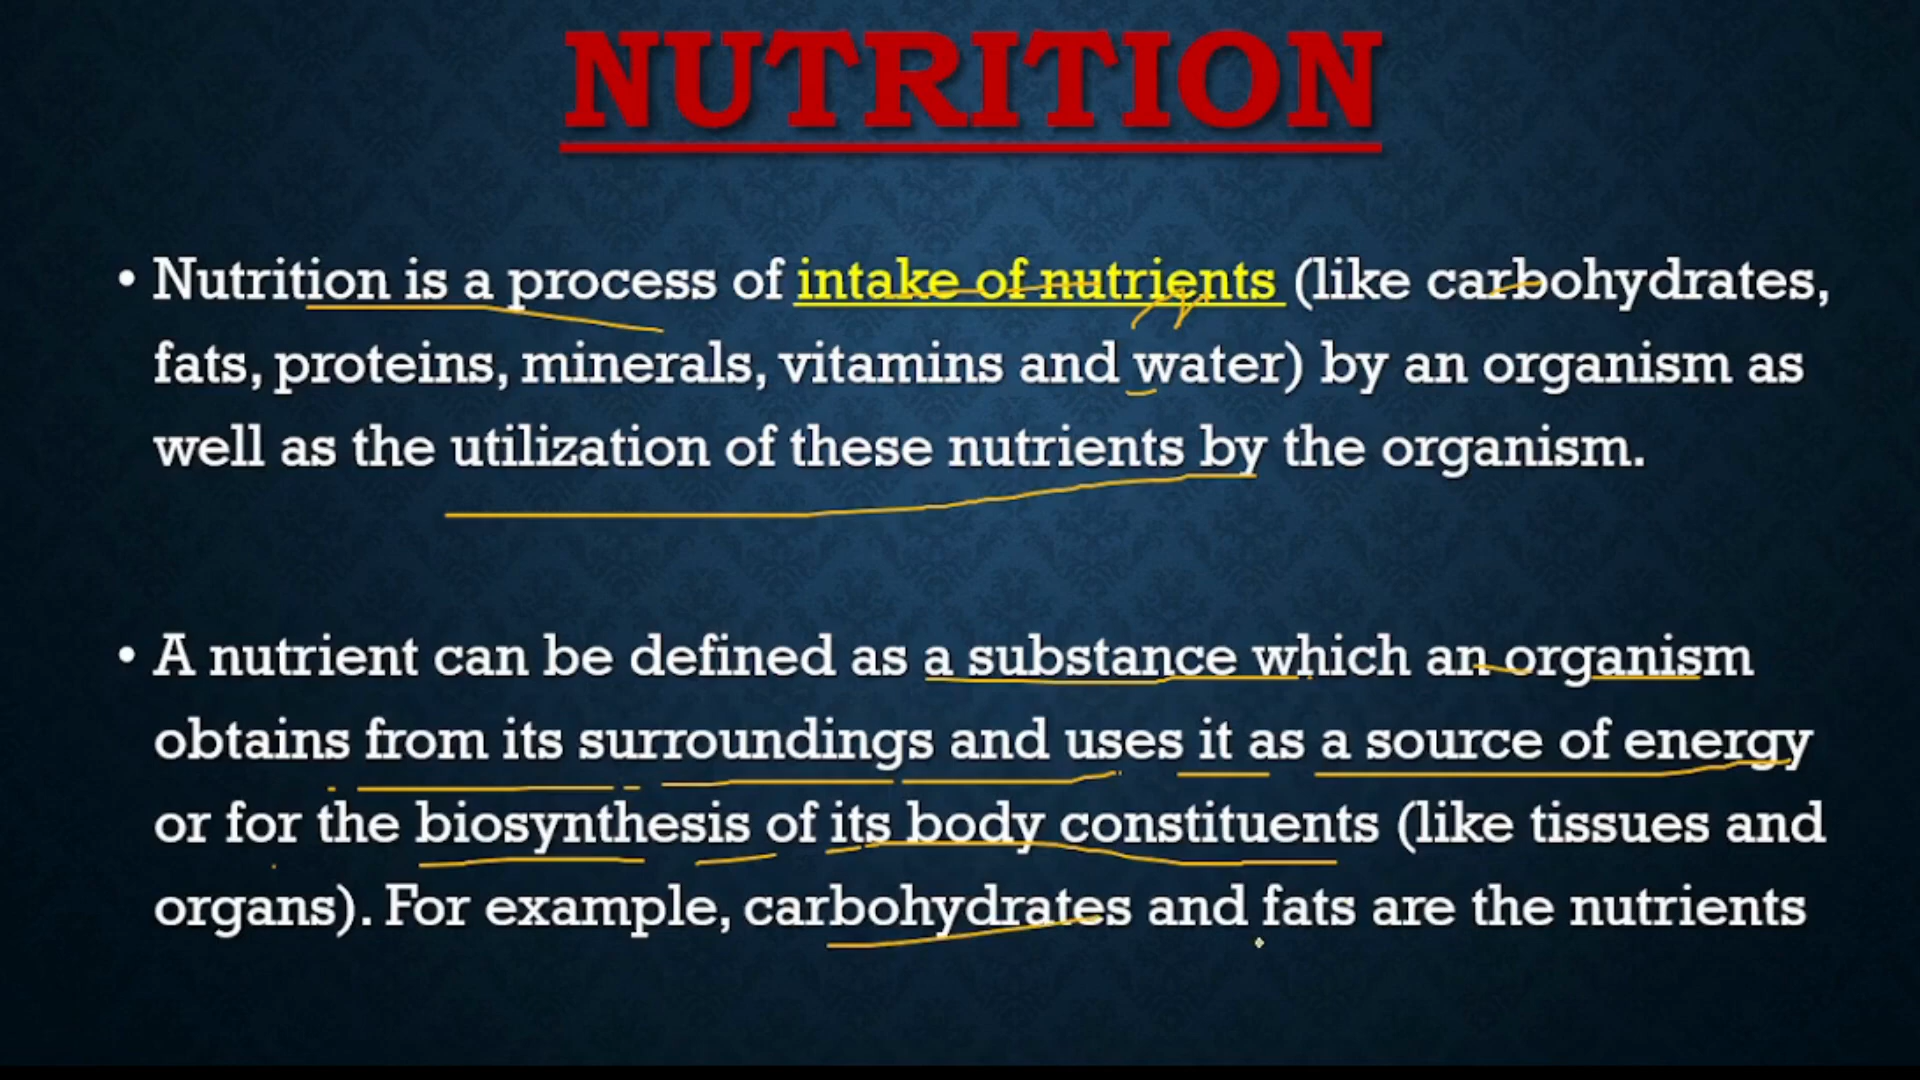 NUTRITION
• Nutrition is a process of intake of nutrients (like carbohydrates,
fats, proteins, minerals, vitamins and water) by an organism as
well as the utilization of these nutrients by the organism.
• A nutrient can be defined as a substance which an organism
obtains from its surroundings and uses it as a source of energy
or for the biosynthesis of its body constituents (like tissues and
organs). For example, carbohydrates and fats are the nutrients